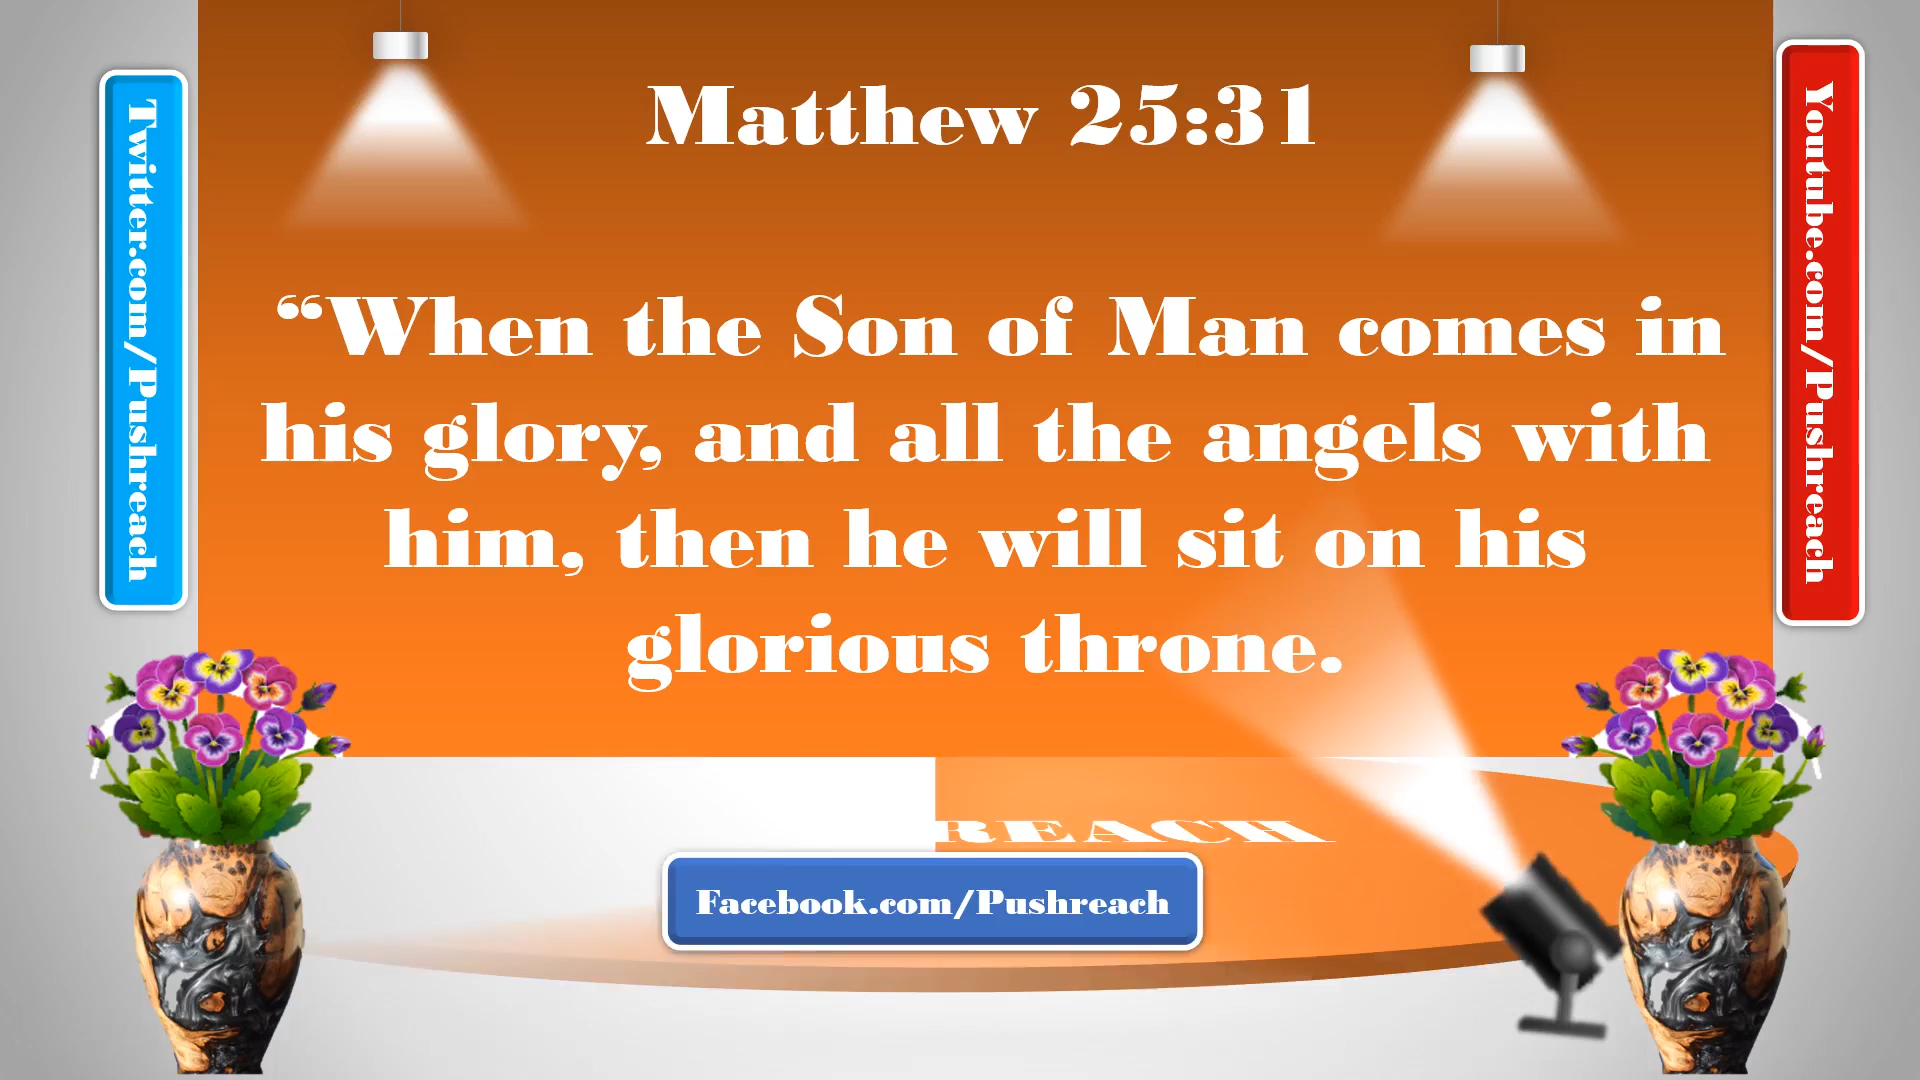 Matthew 25:31
“When the Son of Man comes in
his glory, and all the angels with
him, then he will sit on his
glorious throne.
Twitter.com/Pushreach
Youtube.com/Pushreach
REACH
Facebook.com/Pushreach